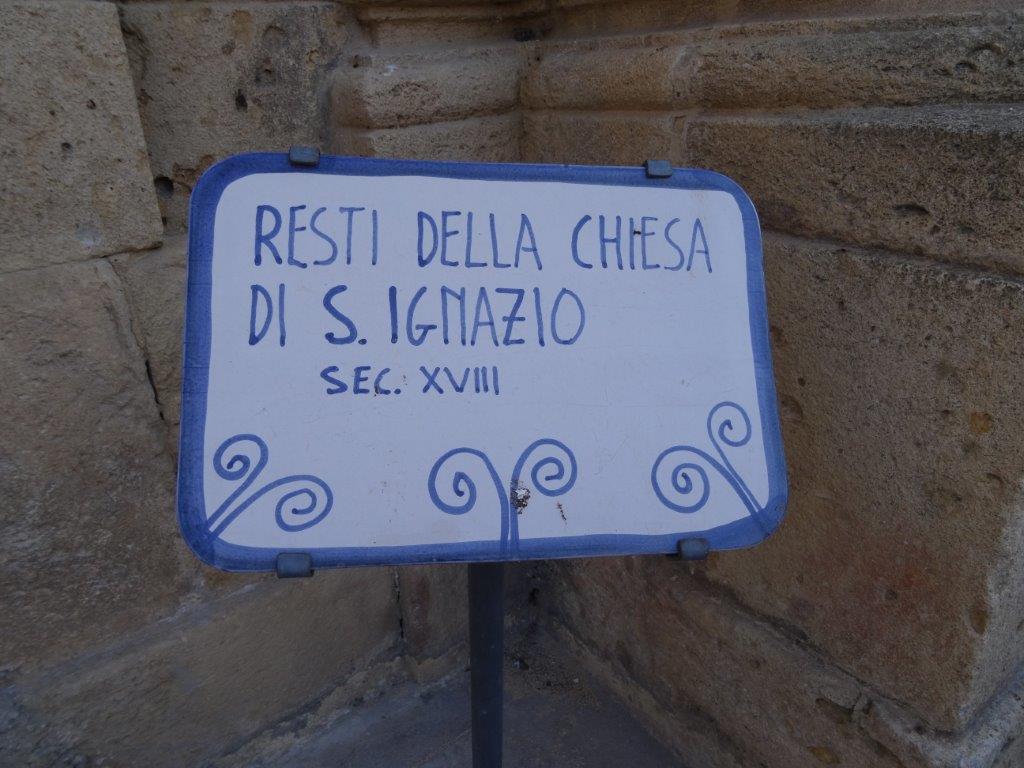 RESTI DELLA CHIESA
DI S. IGNAZIO
SEC. XVIII